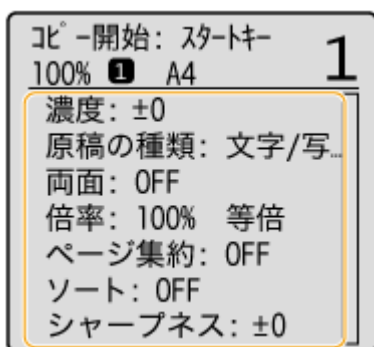 コピー開始: スタートキー 1
100% 1 A4
濃度: ±0
原稿の種類: 文字/写…
両面: OFF
倍率: 100% 等倍
ページ集約: OFF
ソート: OFF
シャープネス: ±0